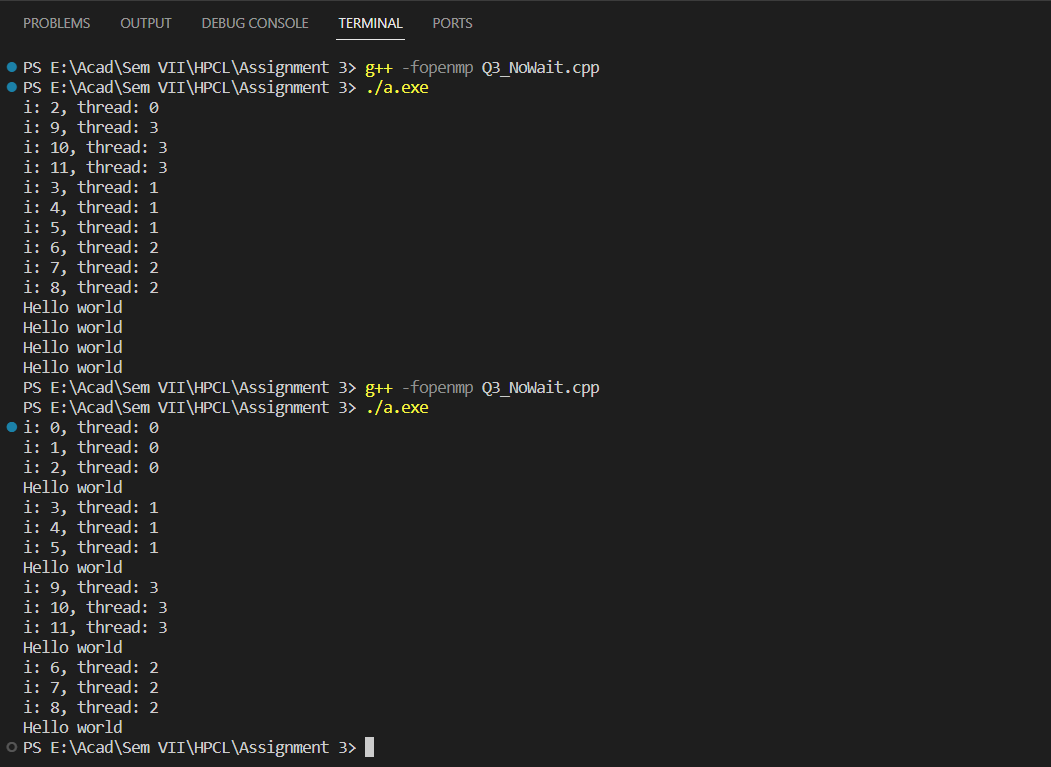 PROBLEMS OUTPUT DEBUG CONSOLE TERMINAL PORTS
PS E:\Acad\Sem VII\HPCL\Assignment 3> g++ -fopenmp Q3_NoWait.cpp
PS E:\Acad\Sem VII\HPCL\Assignment 3> ./a.exe
i: 2, thread: 0
i: 9, thread: 3
i: 10, thread: 3
i: 11, thread: 3
i: 3, thread: 1
i: 4, thread: 1
i: 5, thread: 1
i: 6, thread: 2
i: 7, thread: 2
i: 8, thread: 2
Hello world
Hello world
Hello world
Hello world
PS E:\Acad\Sem VII\HPCL\Assignment 3> g++ -fopenmp Q3_NoWait.cpp
PS E:\Acad\Sem VII\HPCL\Assignment 3> ./a.exe
i: 0, thread: 0
i: 1, thread: 0
i: 2, thread: 0
Hello world
i: 3, thread: 1
i: 4, thread: 1
i: 5, thread: 1
Hello world
i: 9, thread: 3
i: 10, thread: 3
i: 11, thread: 3
Hello world
i: 6, thread: 2
i: 7, thread: 2
i: 8, thread: 2
Hello world
PS E:\Acad\Sem VII\HPCL\Assignment 3>